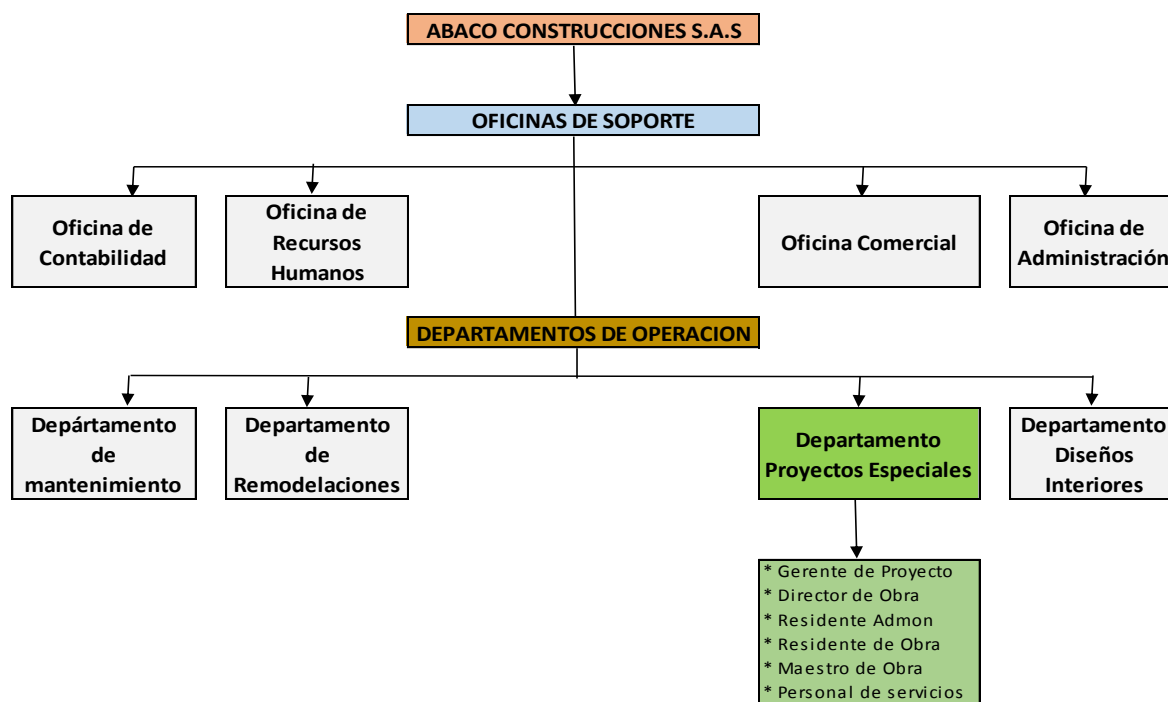 ABACO CONSTRUCCIONES S.A.S
OFICINAS DE SOPORTE
Oficina de
Contabilidad
Oficina de
Recursos
Humanos
Oficina Comercial
Oficina de
Administración
DEPARTAMENTOS DE OPERACION
Depártamento
de
mantenimiento
Departamento
de
Remodelaciones
Departamento
Proyectos Especiales
Departamento
Diseños
Interiores
* Gerente de Proyecto
* Director de Obra
* Residente Admon
* Residente de Obra
* Maestro de Obra
* Personal de servicios